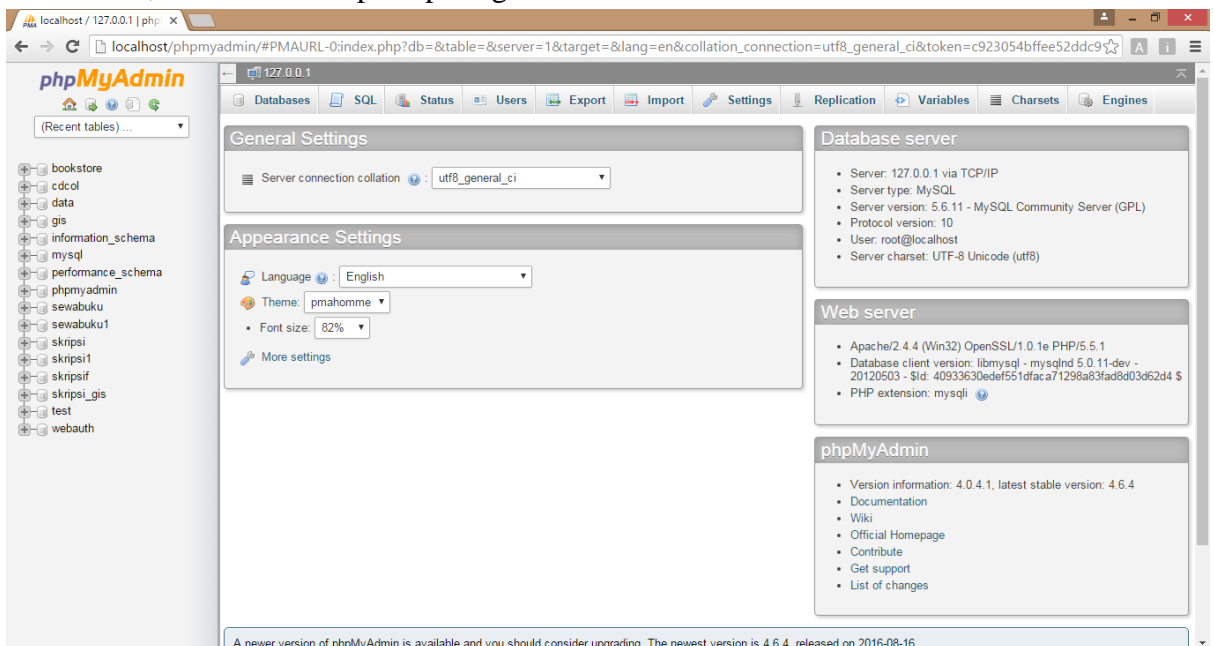 localhost / 127.0.0.1 | php
localhost/phpmyadmin/#PMAURL-0:index.php?db=&table=&server=1&target=&lang=en&collation_connection=utf8_general_ci&token=c923054bffee52ddc9
phpMyAdmin
(Recent tables) ...
bookstore
cdcol
data
gis
information_schema
mysql
performance_schema
phpmyadmin
sewabuku
sewabuku1
skripsi
skripsi1
skripsif
skripsi_gis
test
webauth
127.0.0.1
Databases SQL Status Users Export Import Settings Replication Variables Charsets Engines
General Settings
Server connection collation : utf8_general_ci
Appearance Settings
Language : English
Theme: pmahomme
• Font size: 82%
More settings
Database server
• Server: 127.0.0.1 via TCP/IP
• Server type: MySQL
• Server version: 5.6.11 - MySQL Community Server (GPL)
• Protocol version: 10
• User: root@localhost
• Server charset: UTF-8 Unicode (utf8)
Web server
• Apache/2.4.4 (Win32) OpenSSL/1.0.1e PHP/5.5.1
• Database client version: libmysql - mysqlnd 5.0.11-dev -
20120503 - $Id: 40933630edef551dfaca71298a83fad8d03d62d4 $
• PHP extension: mysqli
phpMyAdmin
• Version information: 4.0.4.1, latest stable version: 4.6.4
• Documentation
• Wiki
• Official Homepage
• Contribute
• Get support
• List of changes
A newer version of phpMyAdmin is available and you should consider upgrading. The newest version is 4.6.4, released on 2016-08-16.